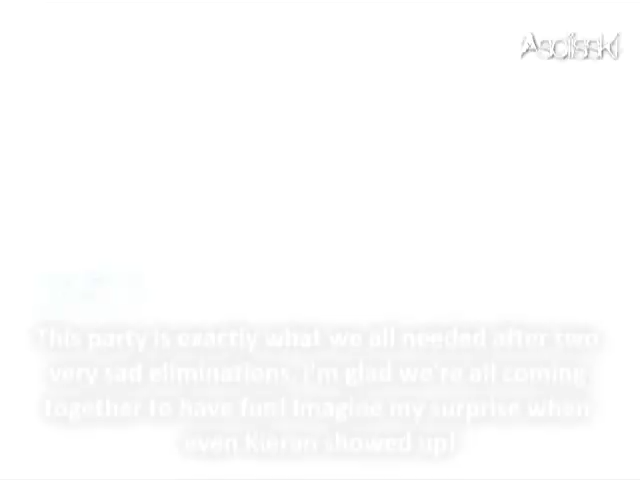 This party is exactly what we all needed after two
very sad eliminations. I'm glad we're all coming
together to have fun! Imagine my surprise when
even Kieran showed up!